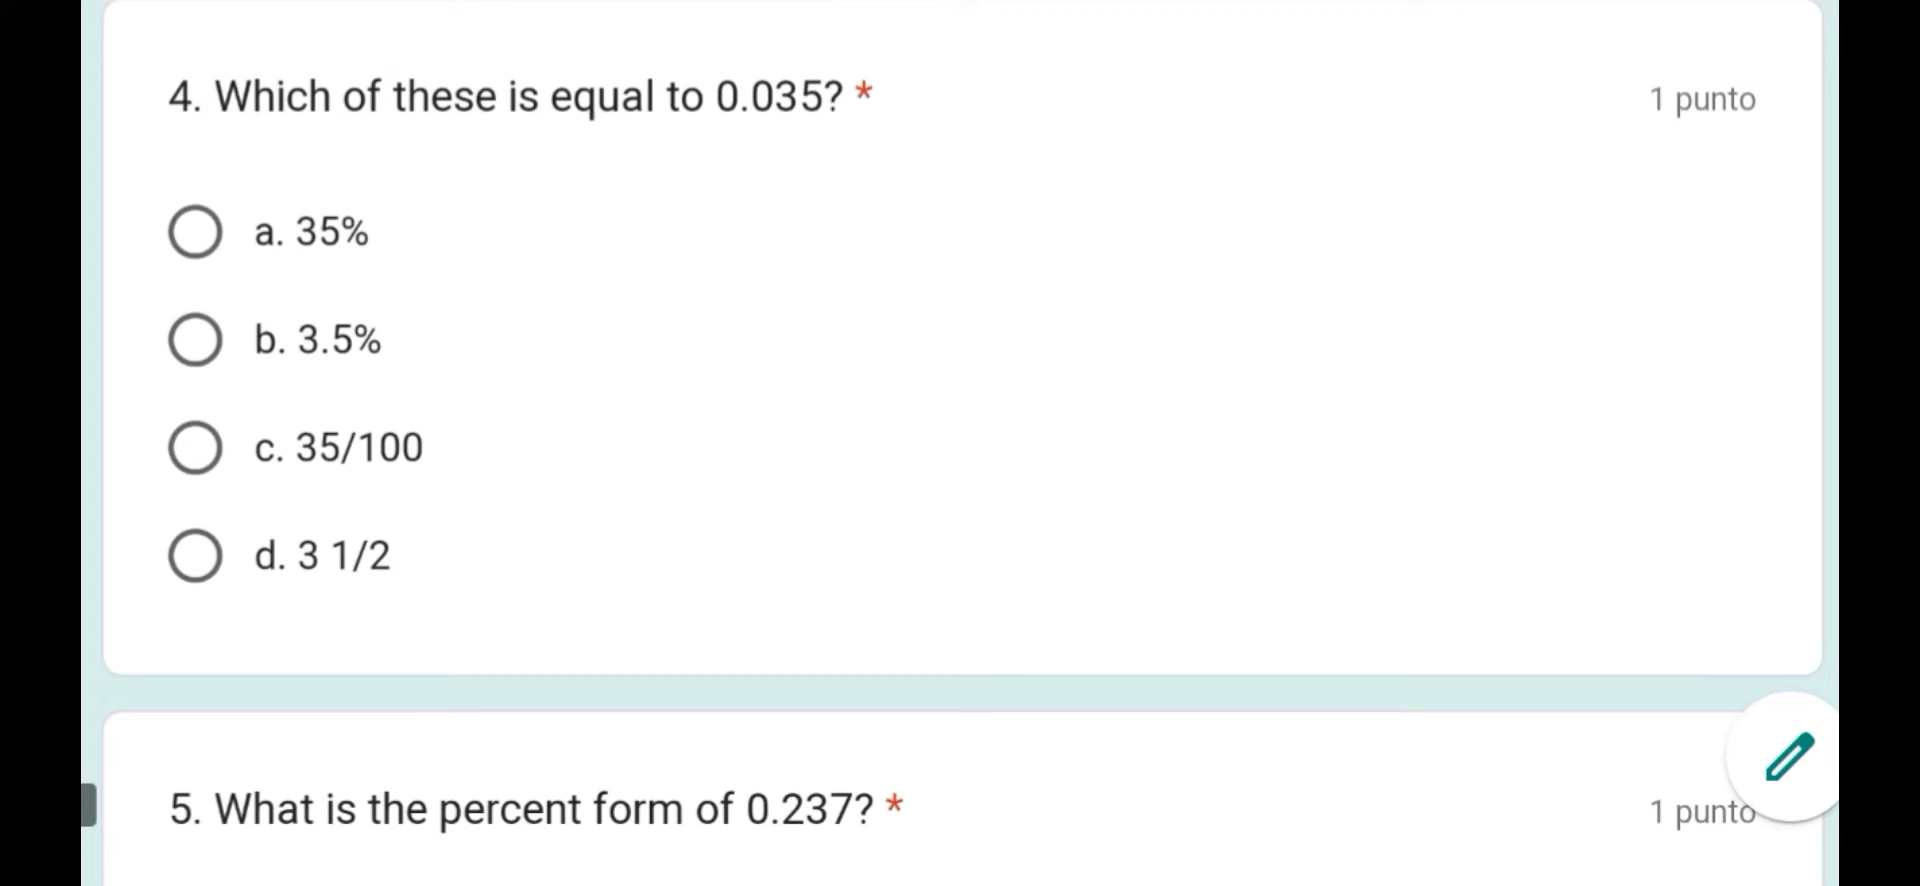 4. Which of these is equal to 0.035? *
1 punto
a. 35%
b. 3.5%
c. 35/100
d. 3 1/2
5. What is the percent form of 0.237? *
1 punto